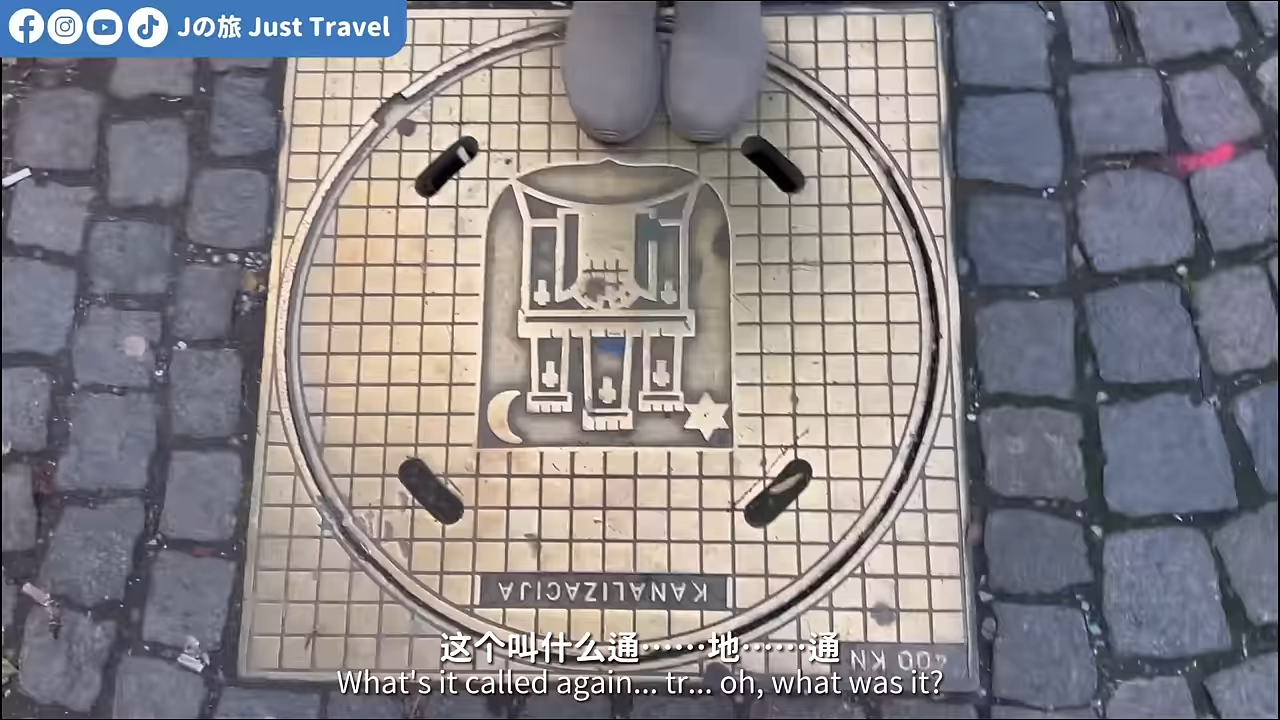 Jの旅 Just Travel
KANALIZACIJA
400 KN
这个叫什么通……地……通
What's it called again... tr... oh, what was it?